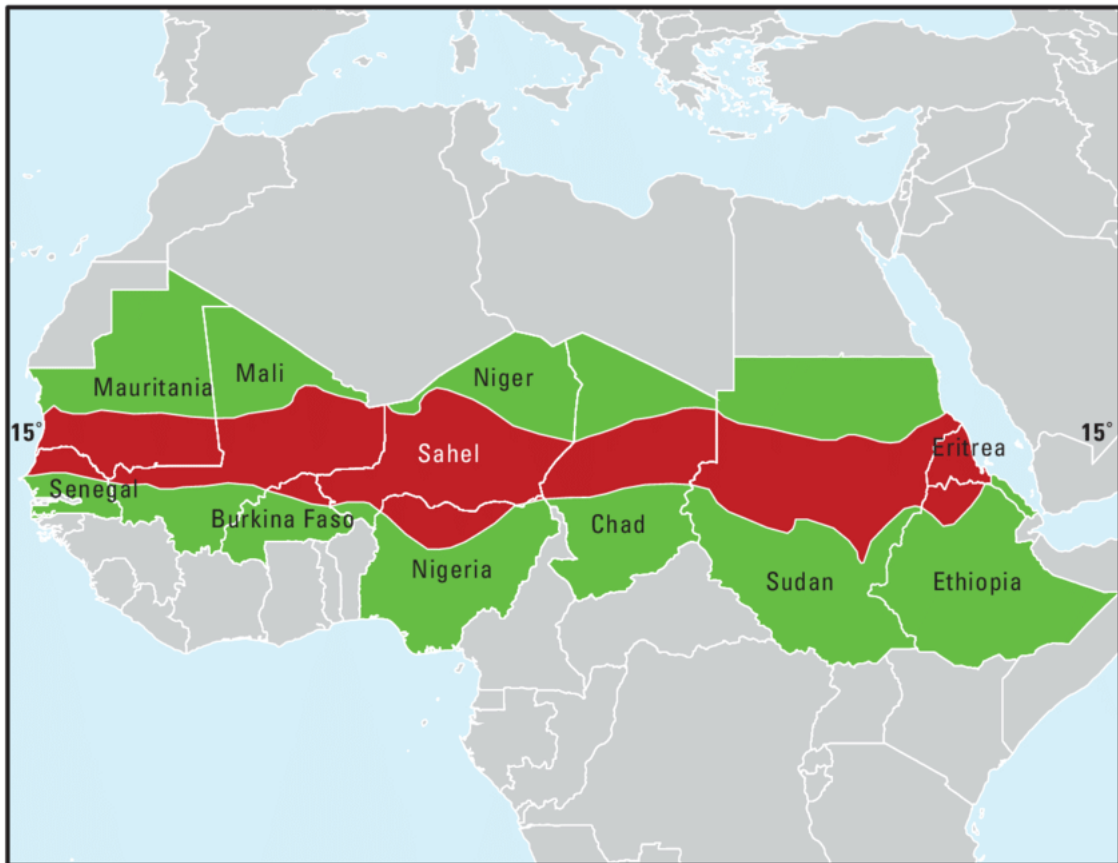 Mali
Niger
Mauritania
15°
15°
Sahel
Eritrea
Senegal
Burkina Faso
Chad
Nigeria
Sudan
Ethiopia